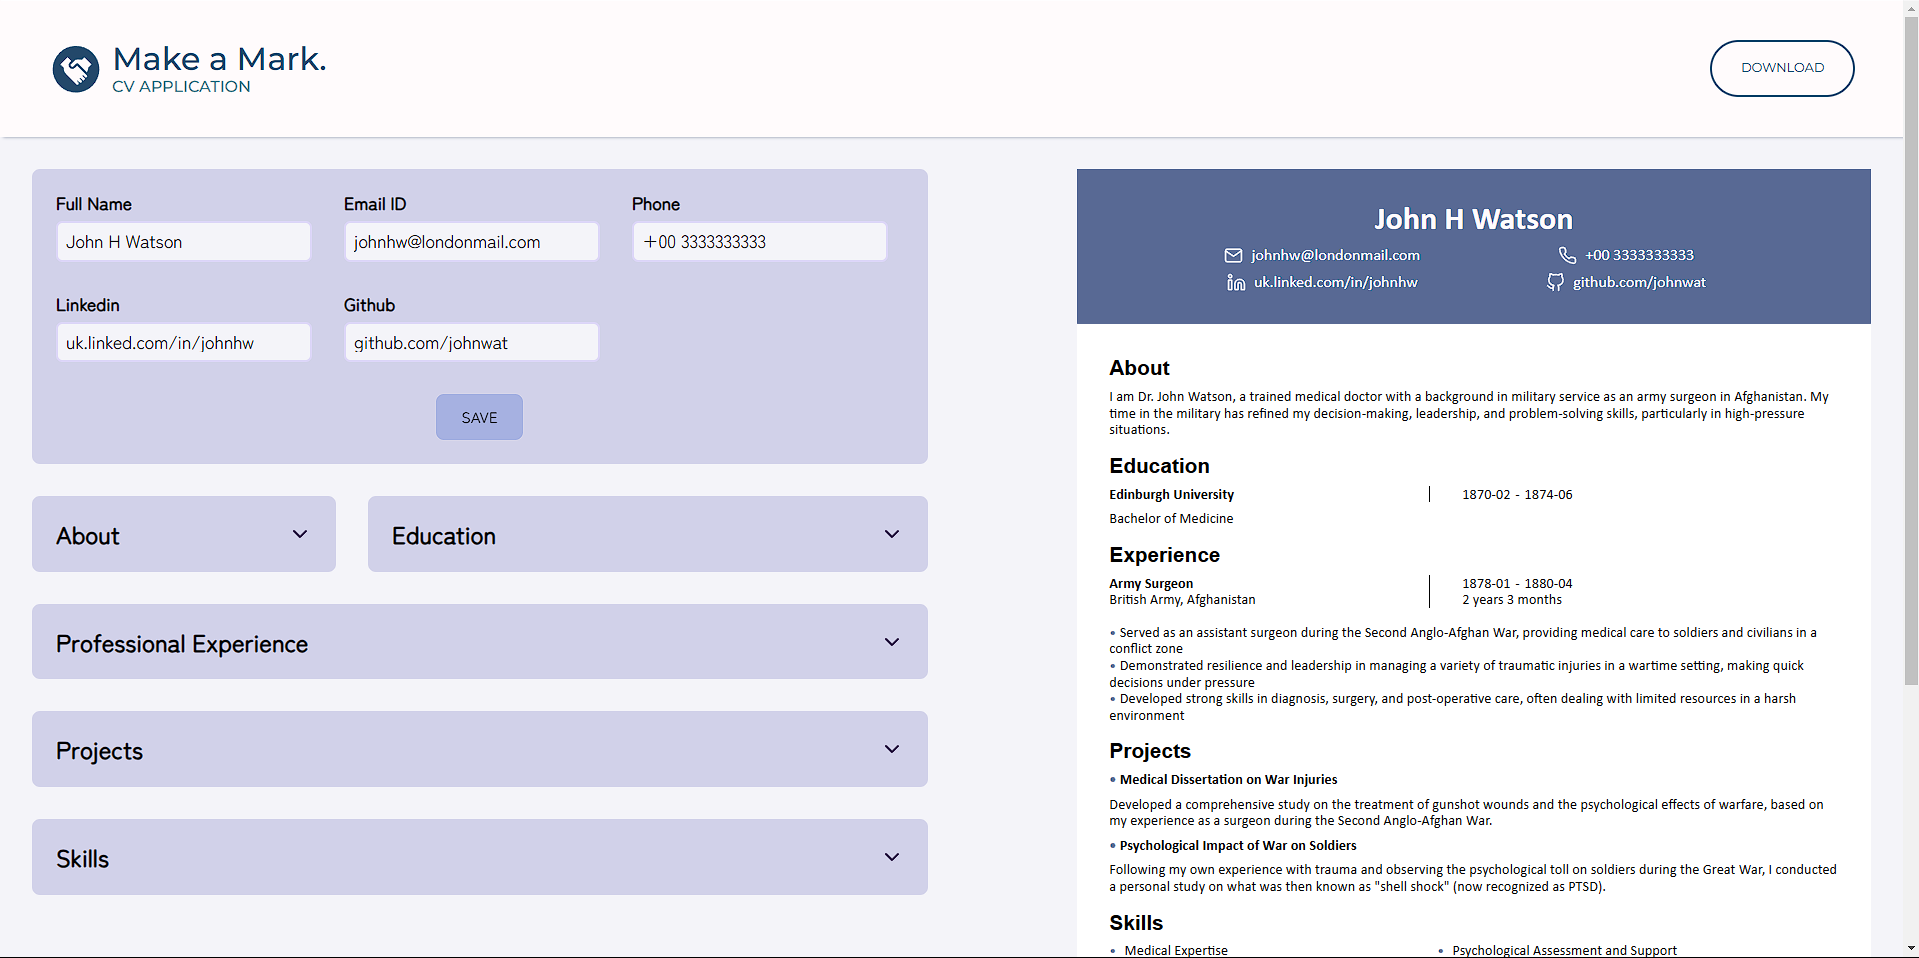 Make a Mark.
CV APPLICATION
DOWNLOAD
Full Name
Email ID
Phone
John H Watson
johnhw@londonmail.com
+00 3333333333
Linkedin
Github
uk.linked.com/in/johnhw
github.com/johnwat
SAVE
About
Education
Professional Experience
Projects
Skills
John H Watson
johnhw@londonmail.com
+00 3333333333
uk.linked.com/in/johnhw
github.com/johnwat
About
I am Dr. John Watson, a trained medical doctor with a background in military service as an army surgeon in Afghanistan. My
time in the military has refined my decision-making, leadership, and problem-solving skills, particularly in high-pressure
situations.
Education
Edinburgh University
1870-02 - 1874-06
Bachelor of Medicine
Experience
Army Surgeon
1878-01 - 1880-04
British Army, Afghanistan
2 years 3 months
• Served as an assistant surgeon during the Second Anglo-Afghan War, providing medical care to soldiers and civilians in a
conflict zone
• Demonstrated resilience and leadership in managing a variety of traumatic injuries in a wartime setting, making quick
decisions under pressure
• Developed strong skills in diagnosis, surgery, and post-operative care, often dealing with limited resources in a harsh
environment
Projects
• Medical Dissertation on War Injuries
Developed a comprehensive study on the treatment of gunshot wounds and the psychological effects of warfare, based on
my experience as a surgeon during the Second Anglo-Afghan War.
• Psychological Impact of War on Soldiers
Following my own experience with trauma and observing the psychological toll on soldiers during the Great War, I conducted
a personal study on what was then known as "shell shock" (now recognized as PTSD).
Skills
• Medical Expertise
• Psychological Assessment and Support